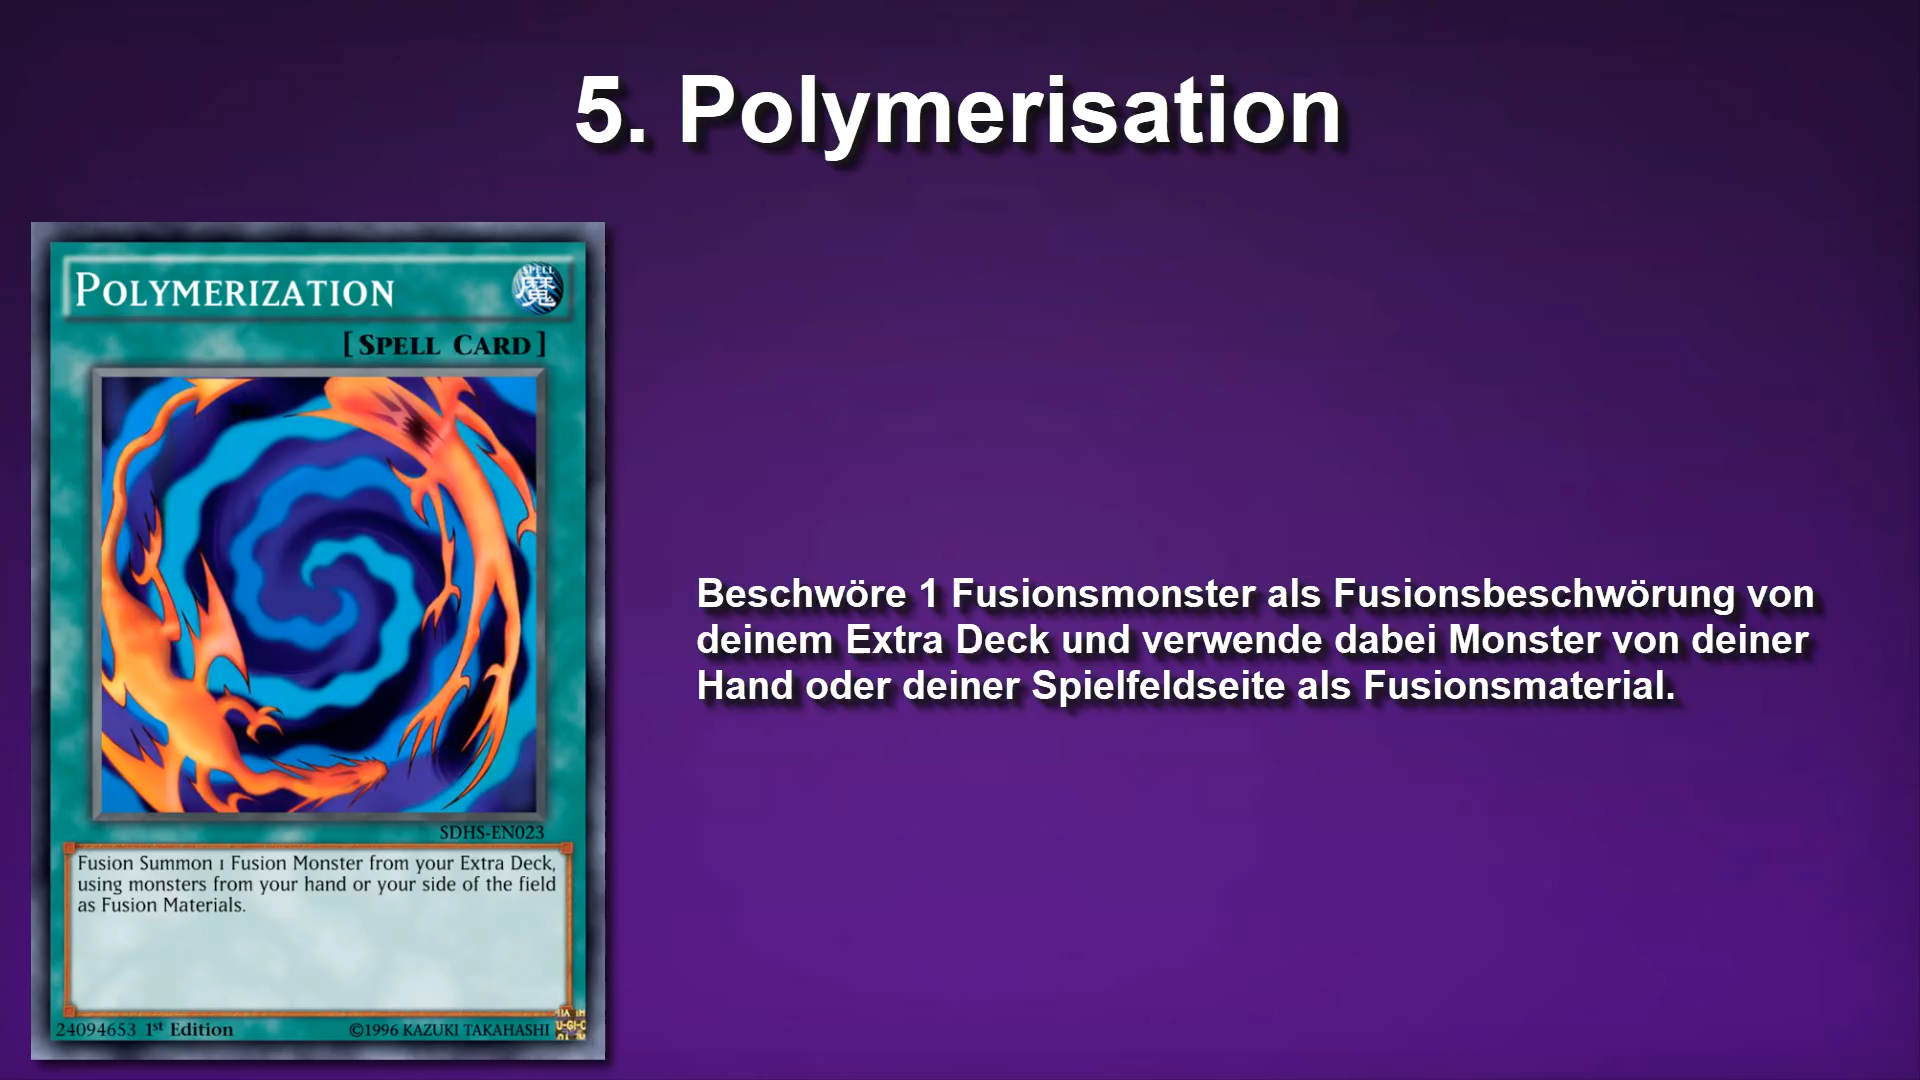 5. Polymerisation
POLYMERIZATION
SPELL
魔
[SPELL CARD]
Beschwöre 1 Fusionsmonster als Fusionsbeschwörung von
deinem Extra Deck und verwende dabei Monster von deiner
Hand oder deiner Spielfeldseite als Fusionsmaterial.
SDHS-EN023
Fusion Summon 1 Fusion Monster from your Extra Deck,
using monsters from your hand or your side of the field
as Fusion Materials.
24094653 1st Edition ©1996 KAZUKI TAKAHASHI